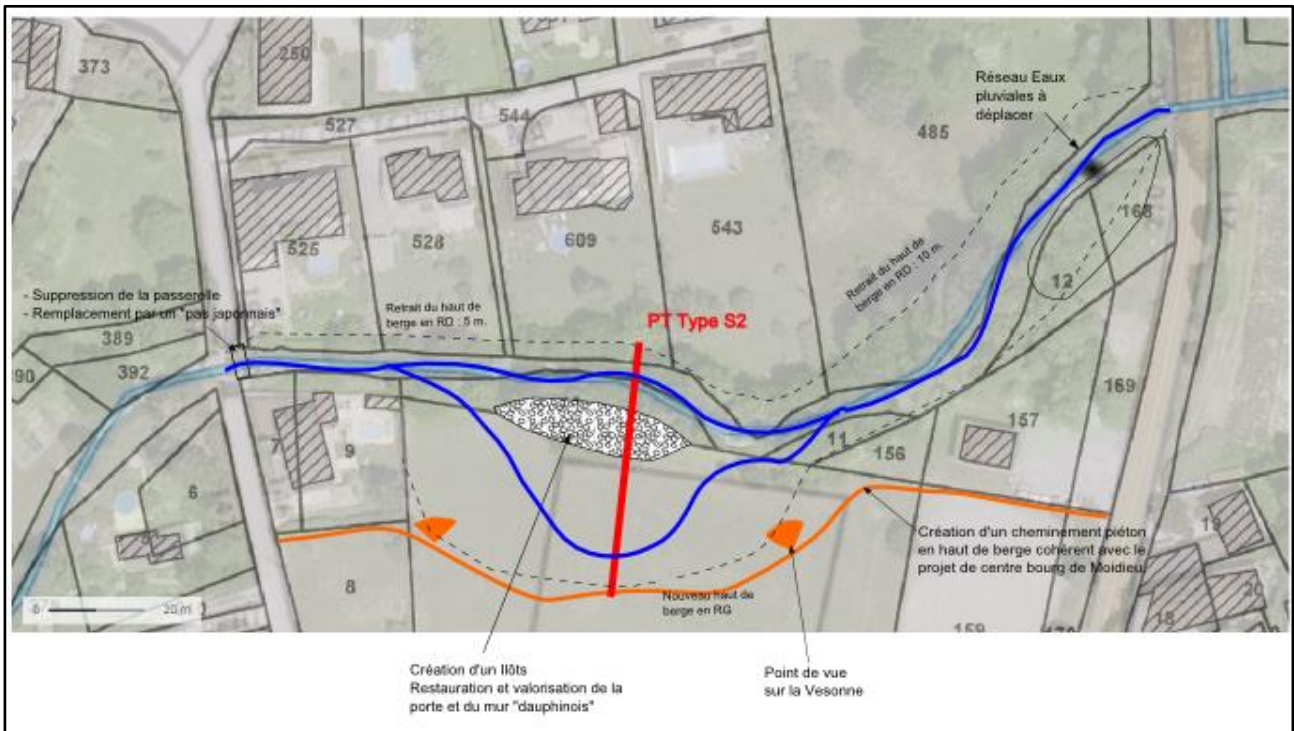 373
250
527
544
485
Réseau Eaux
pluviales à
déplacer
168
525
528
609
543
12
Retrait du haut de
berge en RD : 10 m.
- Suppression de la passerelle
- Remplacement par un "pas japonnais"
Retrait du haut de
berge en RD : 5 m.
PT Type S2
389
392
169
157
11
156
7
9
6
8
19
20
18
Création d'un cheminement piéton
en haut de berge cohérent avec le
projet de centre bourg de Moidieu
Nouveau haut de
berge en RG
159
0
20 m
Création d'un Ilôts
Restauration et valorisation de la
porte et du mur "dauphinois"
Point de vue
sur la Vesonne